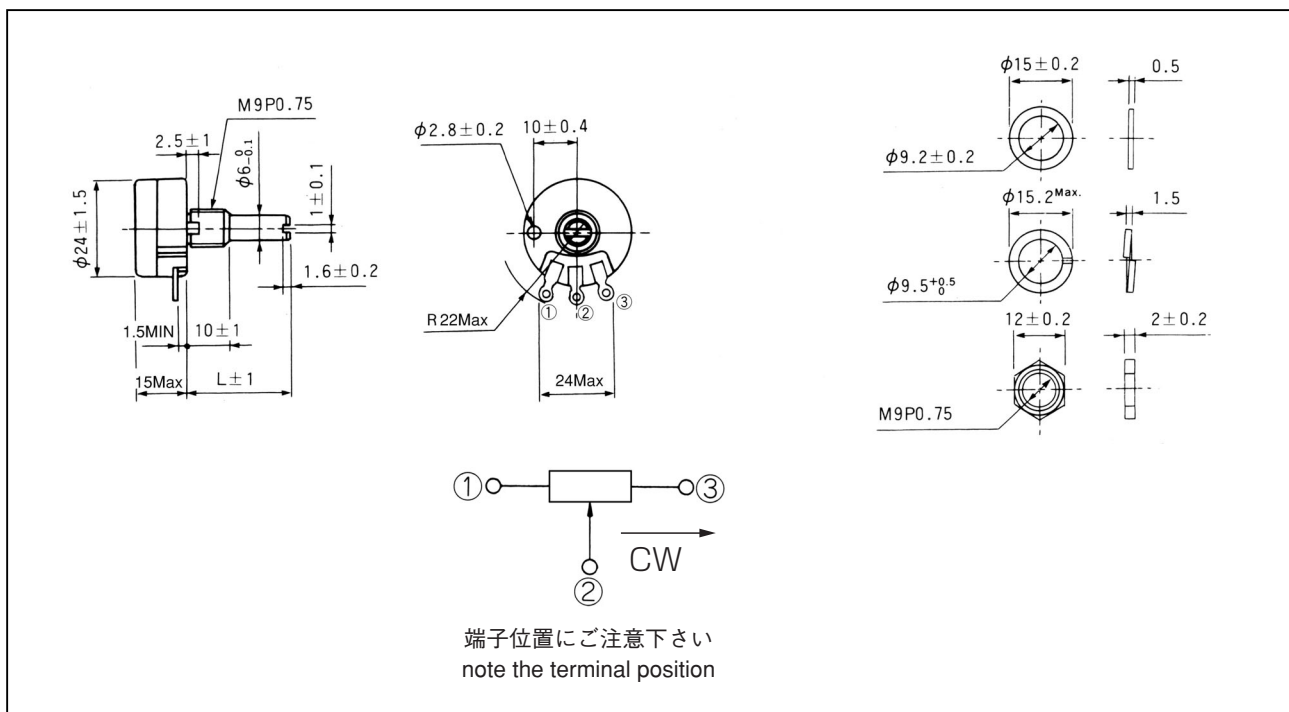 M9P0.75
2.5±1
φ6 0 -0.1
1±0.1
φ24±1.5
1.6±0.2
1.5MIN
10±1
15Max
L±1
φ2.8±0.2
10±0.4
R22Max
①
②
③
24Max
φ15±0.2
0.5
φ9.2±0.2
φ15.2Max.
1.5
φ9.5+0.5 0
12±0.2
2±0.2
M9P0.75
①
③
CW
②
端子位置にご注意下さい
note the terminal position